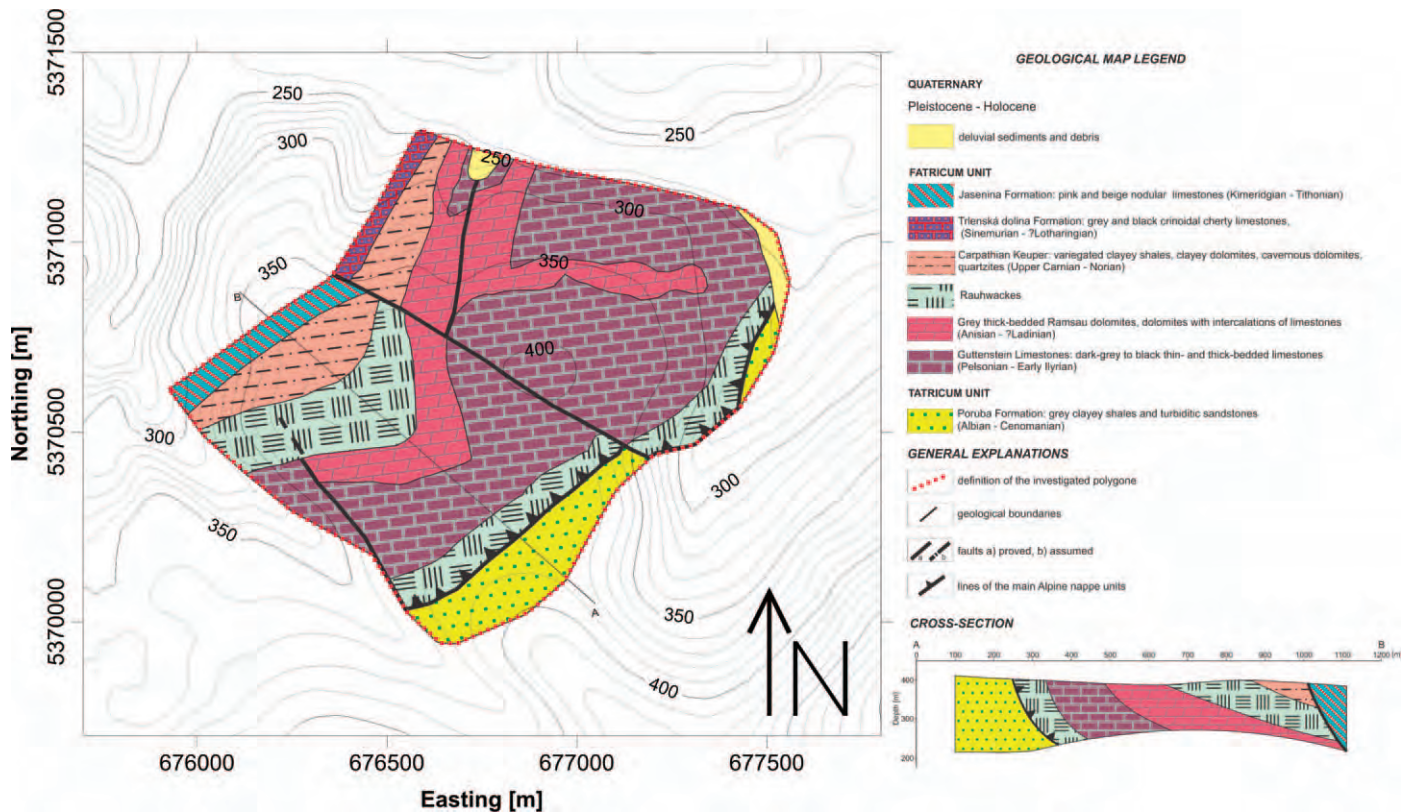 5371500
5371000
5370500
5370000
Northing [m]
676000
676500
677000
677500
Easting [m]
250
300
250
250
300
350
350
B
400
300
300
350
350
A
400
N
GEOLOGICAL MAP LEGEND
QUATERNARY
Pleistocene - Holocene
deluvial sediments and debris
FATRICUM UNIT
Jasenina Formation: pink and beige nodular limestones (Kimeridgian - Tithonian)
Trlenská dolina Formation: grey and black crinoidal cherty limestones,
(Sinemurian - ?Lotharingian)
Carpathian Keuper: variegated clayey shales, clayey dolomites, cavernous dolomites,
quartzites (Upper Carnian - Norian)
Rauhwackes
Grey thick-bedded Ramsau dolomites, dolomites with intercalations of limestones
(Anisian - ?Ladinian)
Guttenstein Limestones: dark-grey to black thin- and thick-bedded limestones
(Pelsonian - Early Ilyrian)
TATRICUM UNIT
Poruba Formation: grey clayey shales and turbiditic sandstones
(Albian - Cenomanian)
GENERAL EXPLANATIONS
definition of the investigated polygone
geological boundaries
a b
faults a) proved, b) assumed
lines of the main Alpine nappe units
CROSS-SECTION
A B
0 100 200 300 400 500 600 700 800 900 1000 1100 1200 [m]
400
300
200
Depth [m]